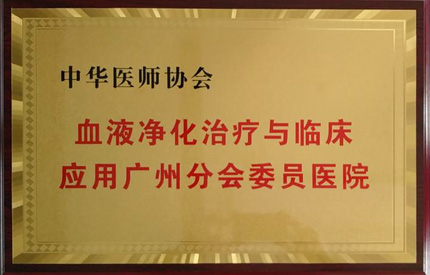 中华医师协会
血液净化治疗与临床
应用广州分会委员医院